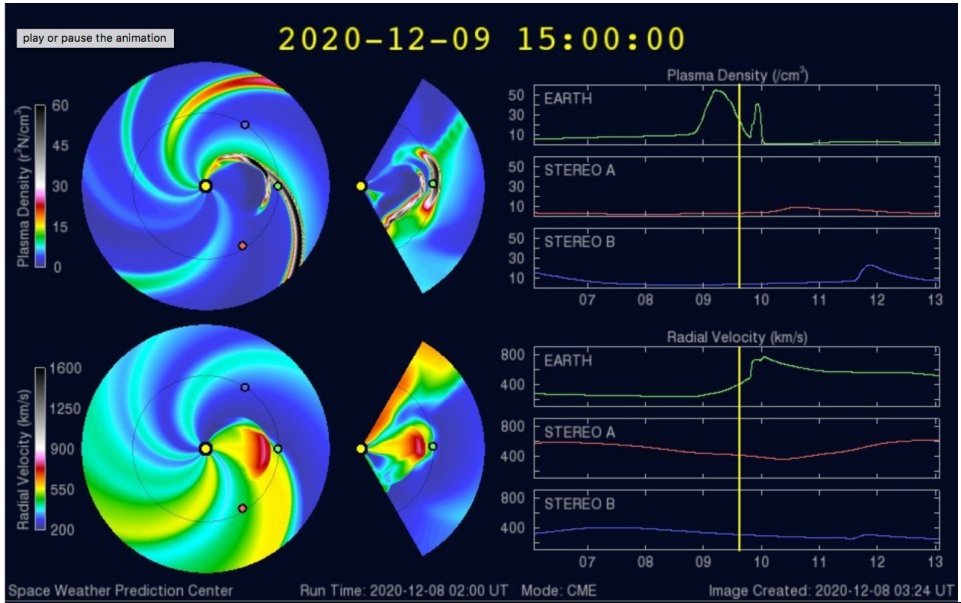 play or pause the animation
2020-12-09 15:00:00
Plasma Density (r²N/cm³)
60
45
30
15
0
Plasma Density (/cm³)
EARTH
50
30
10
STEREO A
50
30
10
STEREO B
50
30
10
07 08 09 10 11 12 13
Radial Velocity (km/s)
1600
1250
900
550
200
Radial Velocity (km/s)
EARTH
800
400
STEREO A
800
400
STEREO B
800
400
07 08 09 10 11 12 13
Space Weather Prediction Center Run Time: 2020-12-08 02:00 UT Mode: CME Image Created: 2020-12-08 03:24 UT